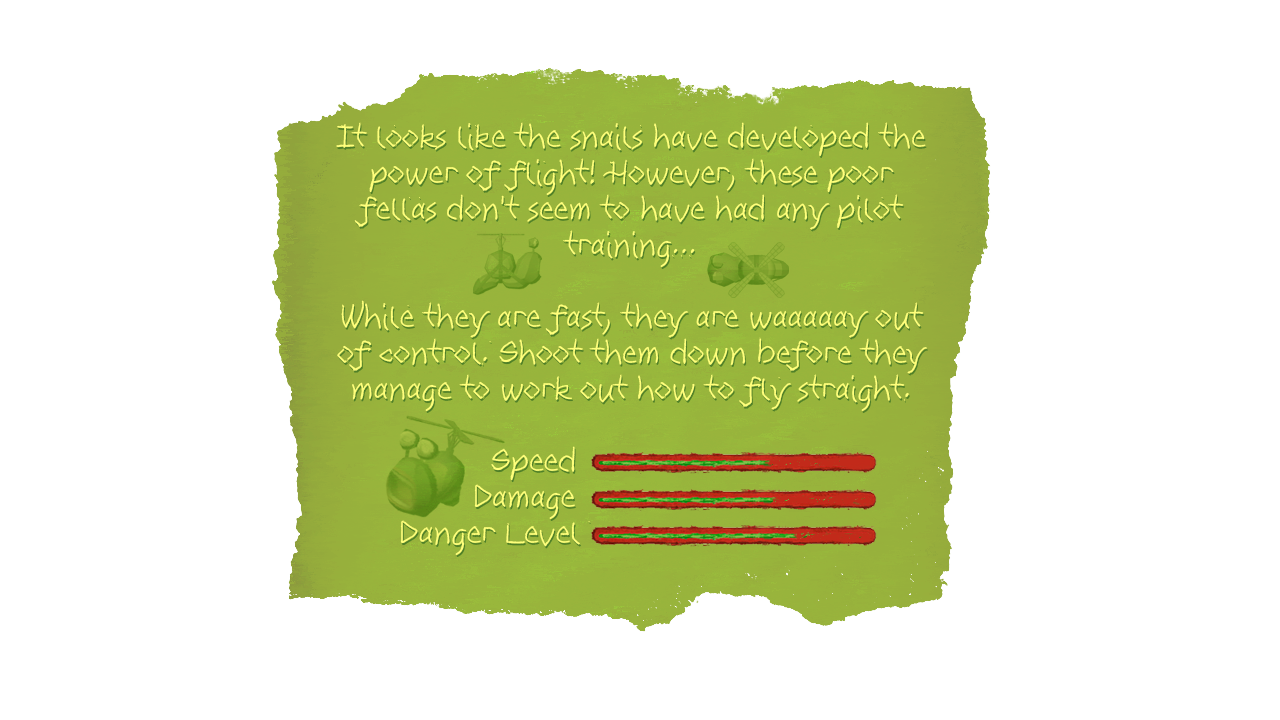 It looks like the snails have developed the
power of flight! However, these poor
fellas don't seem to have had any pilot
training...
While they are fast, they are waaaaay out
of control. Shoot them down before they
manage to work out how to fly straight.
Speed
Damage
Danger Level